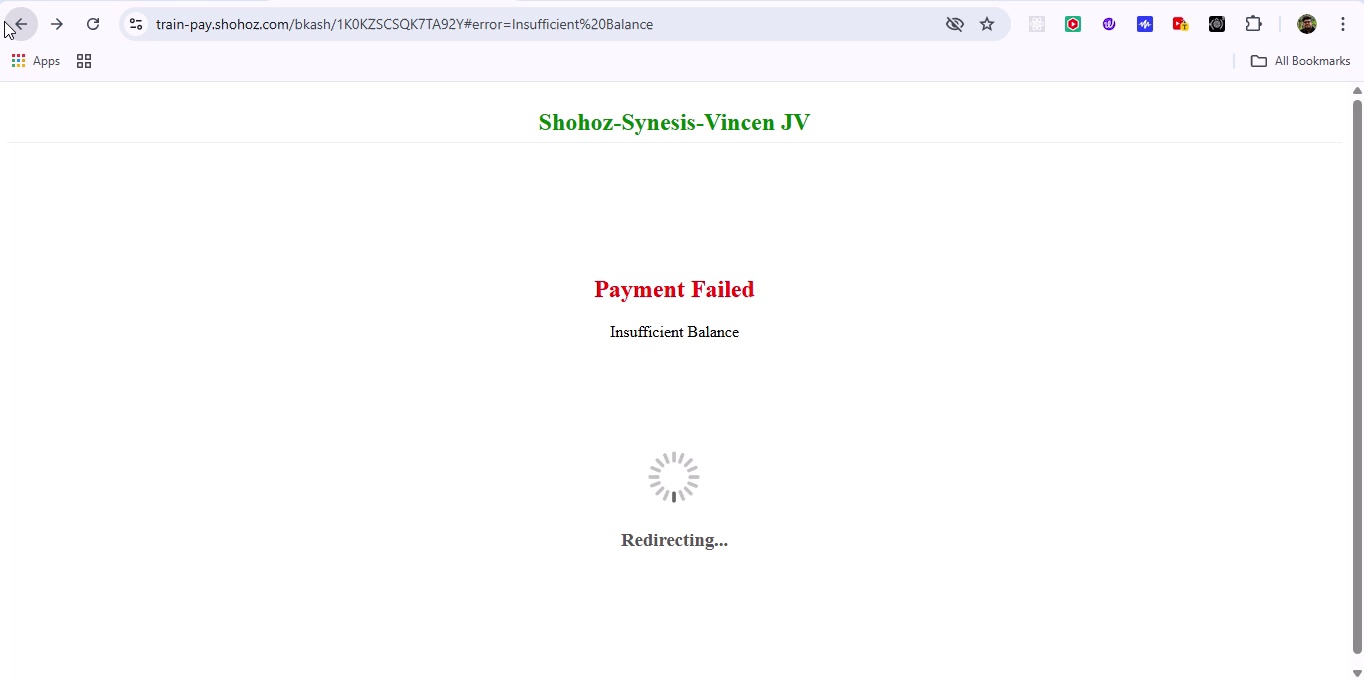 train-pay.shohoz.com/bkash/1K0KZSCSQK7TA92Y#error=Insufficient%20Balance
Apps
All Bookmarks
Shohoz-Synesis-Vincen JV
Payment Failed
Insufficient Balance
Redirecting...